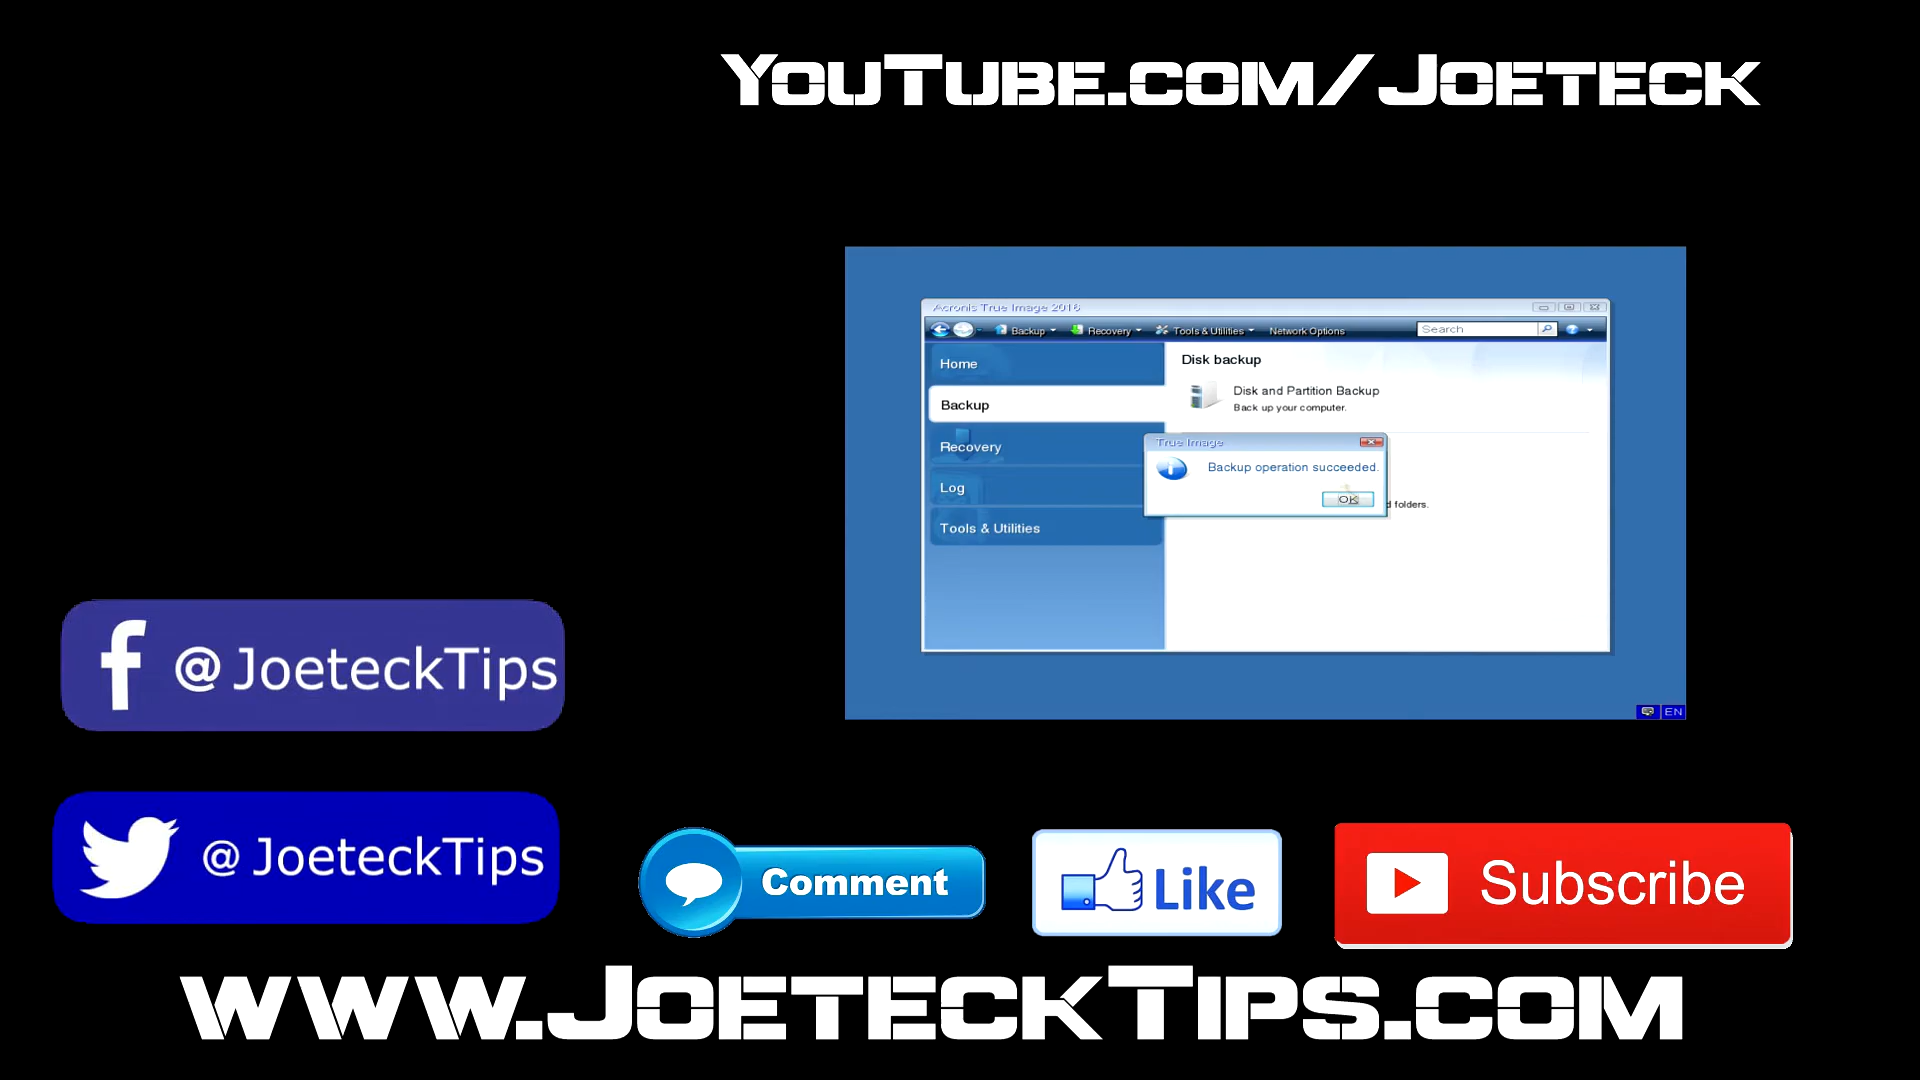 YouTube.com/Joeteck
Acronis True Image 2016
Backup Recovery Tools & Utilities Network Options Search
Home
Backup
Recovery
Log
Tools & Utilities
Disk backup
Disk and Partition Backup
Back up your computer.
True Image
Backup operation succeeded.
OK
d folders.
EN
f @JoeteckTips
@JoeteckTips
Comment
Like
Subscribe
www.JoeteckTips.com